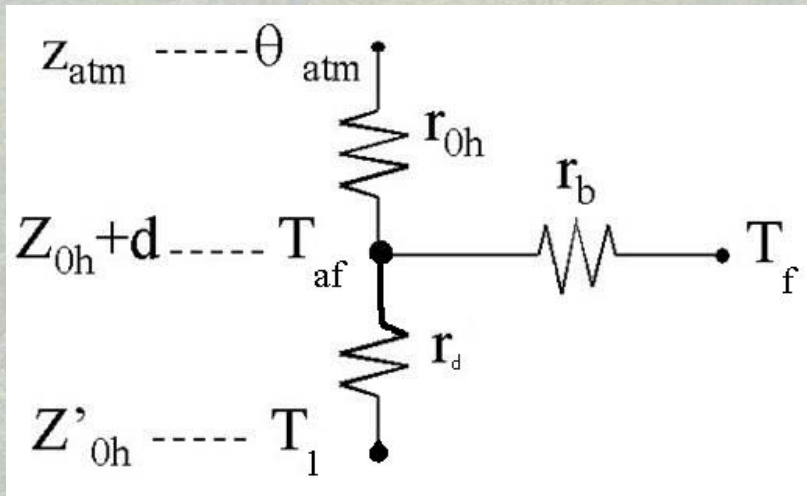 z_atm -----θ_atm
r_0h
r_b
Z_0h+d ----- T_af
T_f
r_d
Z’_0h ----- T_1